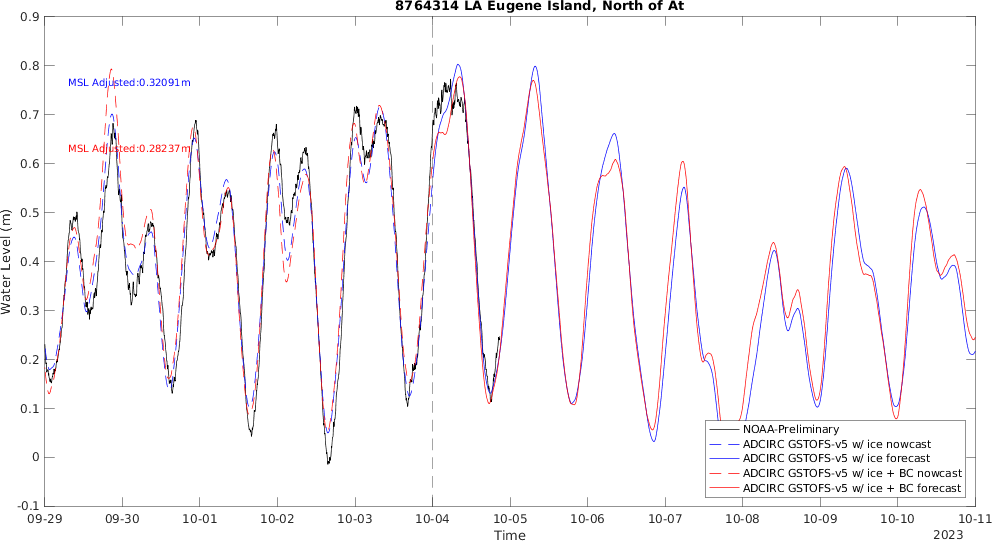 8764314 LA Eugene Island, North of At
0.9
0.8
0.7
0.6
0.5
0.4
0.3
0.2
0.1
0
-0.1
Water Level (m)
MSL Adjusted:0.32091m
MSL Adjusted:0.28237m
NOAA-Preliminary
ADCIRC GSTOFS-v5 w/ ice nowcast
ADCIRC GSTOFS-v5 w/ ice forecast
ADCIRC GSTOFS-v5 w/ ice + BC nowcast
ADCIRC GSTOFS-v5 w/ ice + BC forecast
09-29 09-30 10-01 10-02 10-03 10-04 10-05 10-06 10-07 10-08 10-09 10-10 10-11
Time
2023